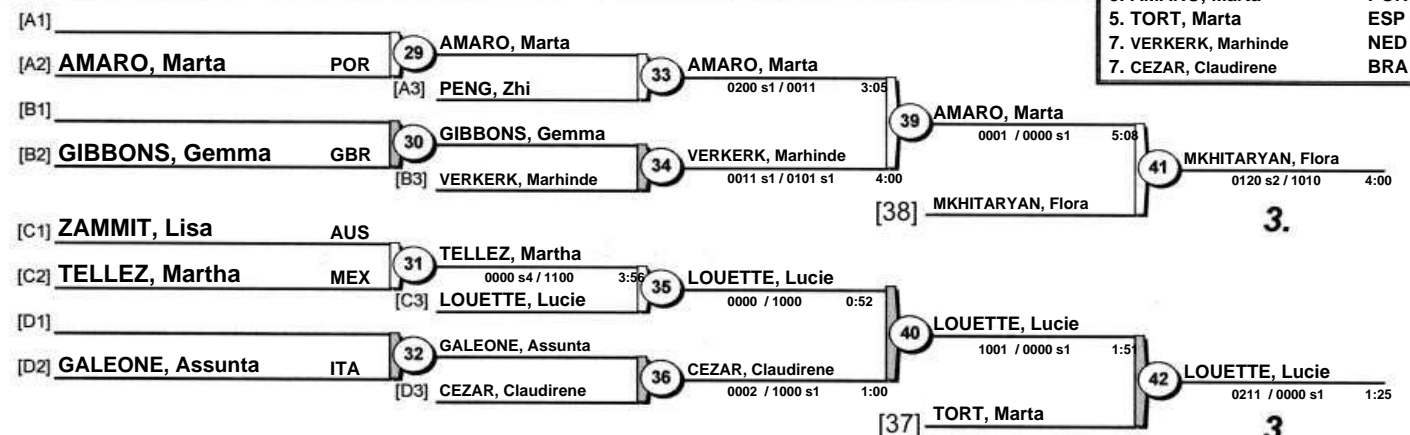 5. TORT, Marta ESP
7. VERKERK, Marhinde NED
7. CEZAR, Claudirene BRA
[A1]
[A2] AMARO, Marta POR
29
AMARO, Marta
[A3] PENG, Zhi
33
AMARO, Marta
0200 s1 / 0011 3:05
[B1]
[B2] GIBBONS, Gemma GBR
30
GIBBONS, Gemma
[B3] VERKERK, Marhinde
34
VERKERK, Marhinde
0011 s1 / 0101 s1 4:00
39
AMARO, Marta
0001 / 0000 s1 5:08
[38] MKHITARYAN, Flora
41
MKHITARYAN, Flora
0120 s2 / 1010 4:00
3.
[C1] ZAMMIT, Lisa AUS
[C2] TELLEZ, Martha MEX
31
TELLEZ, Martha
0000 s4 / 1100 3:56
[C3] LOUETTE, Lucie
35
LOUETTE, Lucie
0000 / 1000 0:52
[D1]
[D2] GALEONE, Assunta ITA
32
GALEONE, Assunta
[D3] CEZAR, Claudirene
36
CEZAR, Claudirene
0002 / 1000 s1 1:00
40
LOUETTE, Lucie
1001 / 0000 s1 1:51
[37] TORT, Marta
42
LOUETTE, Lucie
0211 / 0000 s1 1:25
3